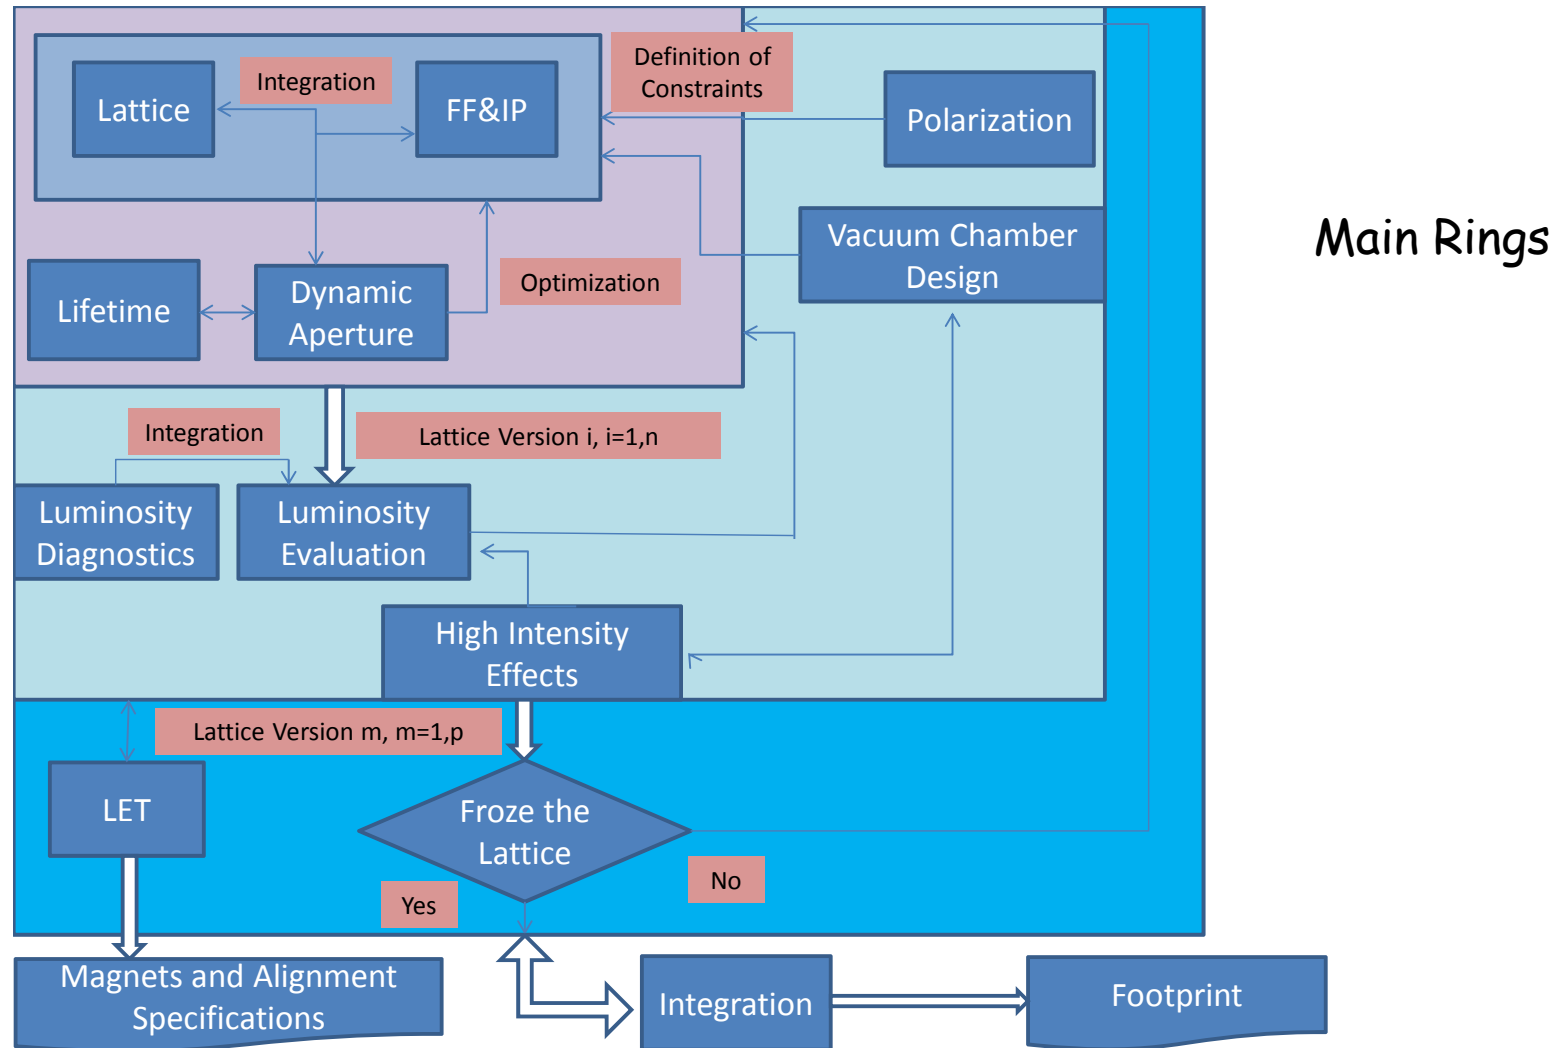 Integration
Definition of
Constraints
Lattice
FF&IP
Polarization
Main Rings
Vacuum Chamber
Design
Optimization
Lifetime
Dynamic
Aperture
Integration
Lattice Version i, i=1,n
Luminosity
Diagnostics
Luminosity
Evaluation
High Intensity
Effects
Lattice Version m, m=1,p
LET
Froze the
Lattice
No
Yes
Magnets and Alignment
Specifications
Integration
Footprint